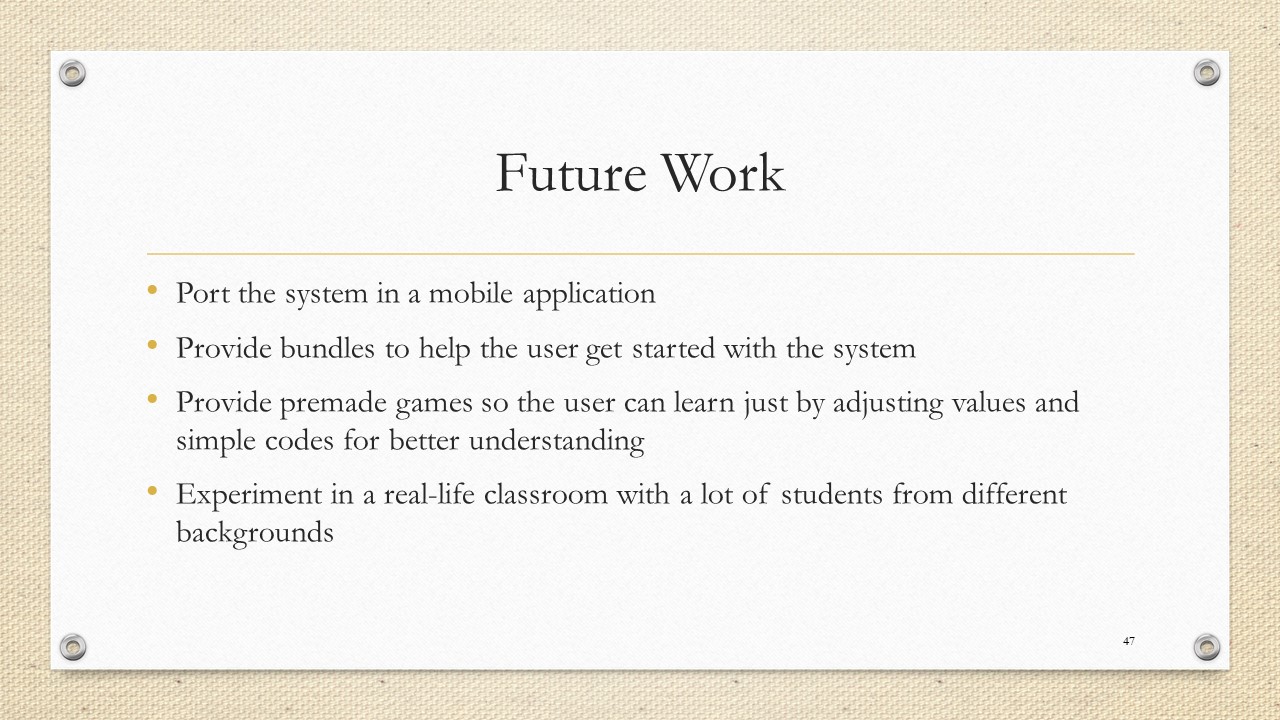 Future Work
• Port the system in a mobile application
• Provide bundles to help the user get started with the system
• Provide premade games so the user can learn just by adjusting values and
simple codes for better understanding
• Experiment in a real-life classroom with a lot of students from different
backgrounds
47